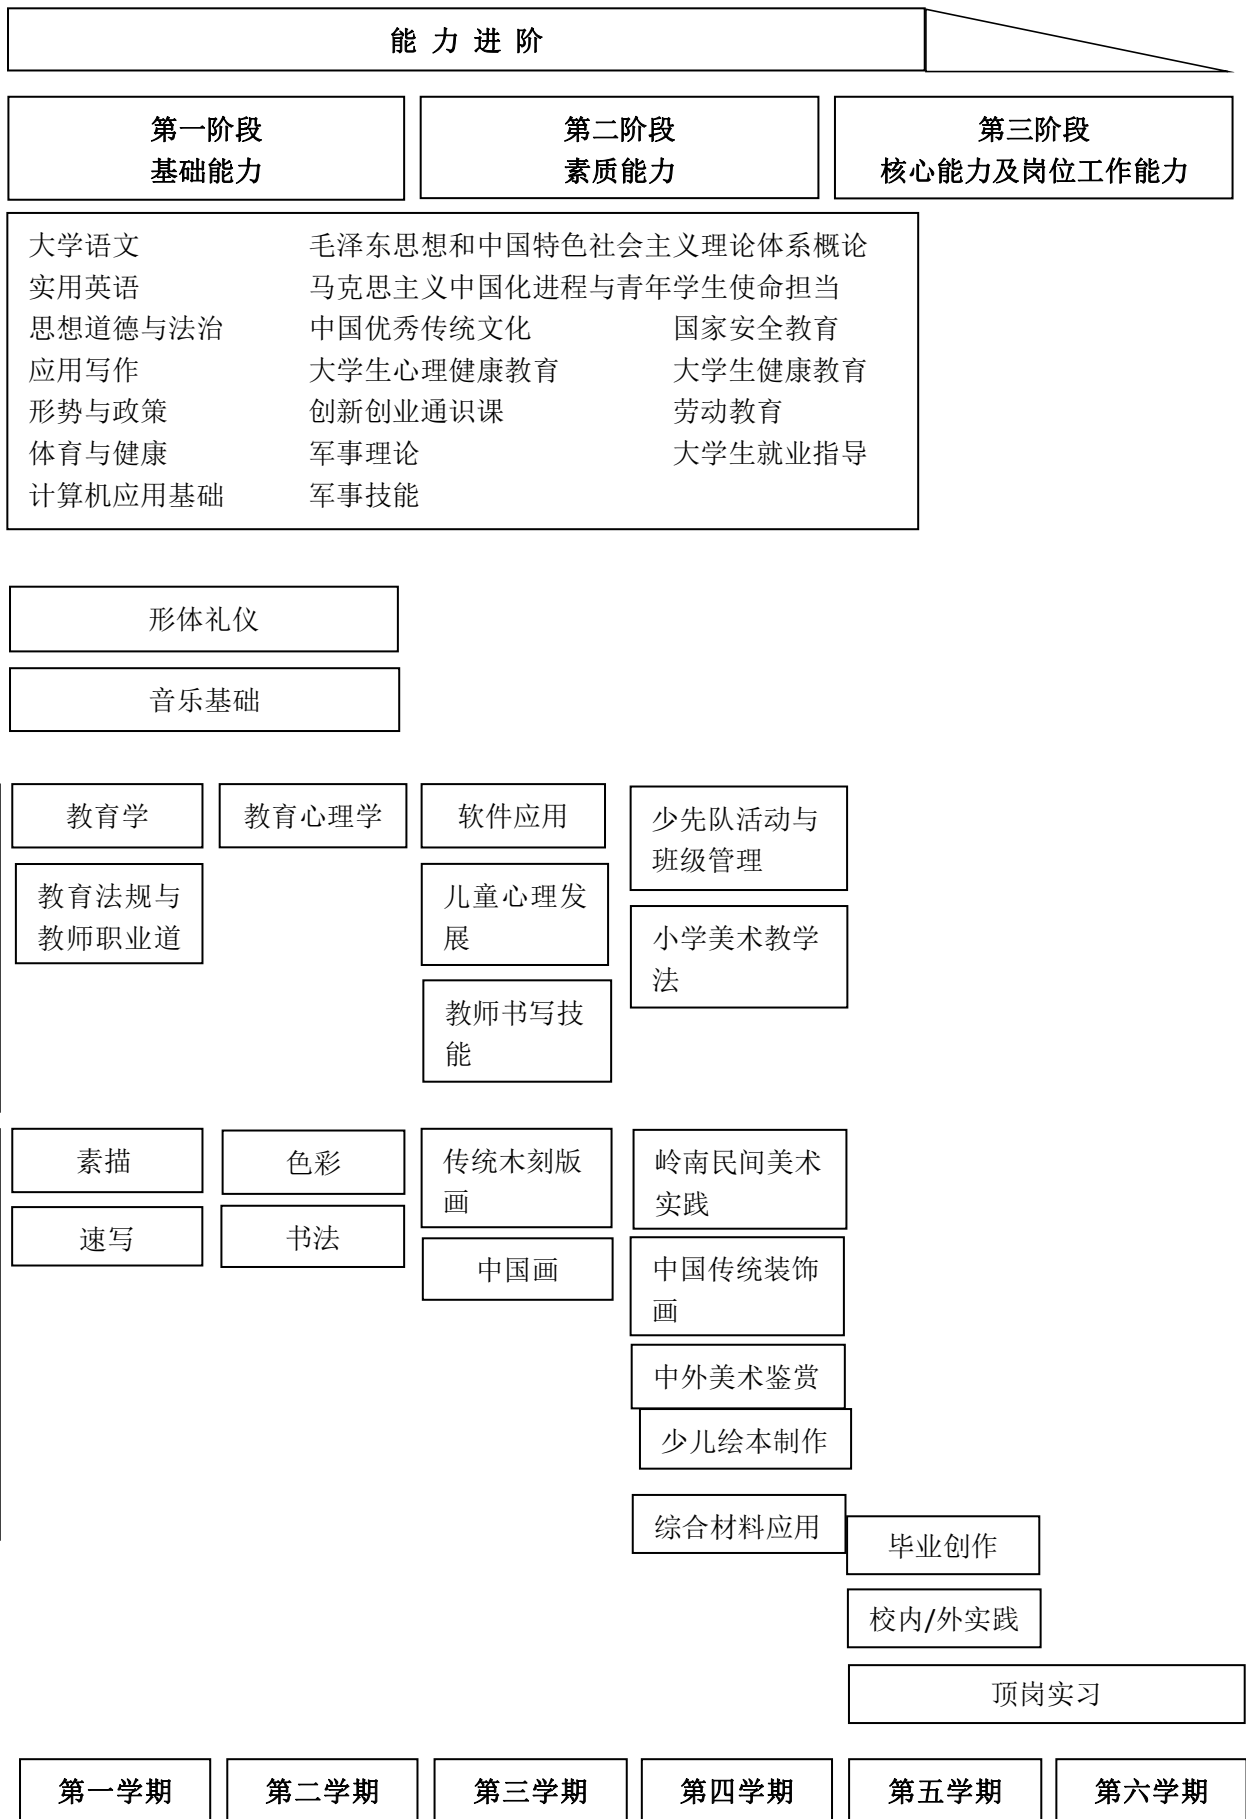 能 力 进 阶
第一阶段
基础能力
第二阶段
素质能力
第三阶段
核心能力及岗位工作能力
大学语文 毛泽东思想和中国特色社会主义理论体系概论
实用英语 马克思主义中国化进程与青年学生使命担当
思想道德与法治 中国优秀传统文化 国家安全教育
应用写作 大学生心理健康教育 大学生健康教育
形势与政策 创新创业通识课 劳动教育
体育与健康 军事理论 大学生就业指导
计算机应用基础 军事技能
形体礼仪
音乐基础
教育学
教育心理学
软件应用
少先队活动与
班级管理
教育法规与
教师职业道
儿童心理发
展
小学美术教学
法
教师书写技
能
素描
色彩
传统木刻版
画
岭南民间美术
实践
速写
书法
中国画
中国传统装饰
画
中外美术鉴赏
少儿绘本制作
综合材料应用
毕业创作
校内/外实践
顶岗实习
第一学期
第二学期
第三学期
第四学期
第五学期
第六学期